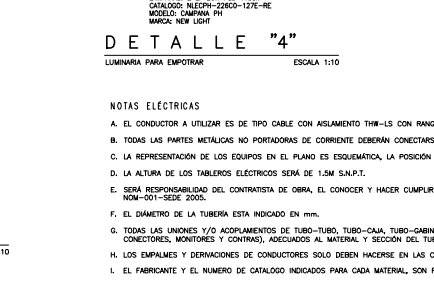 CATALOGO: NLECPH-226C0-127E-RE
MODELO: CAMPANA PH
MARCA: NEW LIGHT
DETALLE "4"
LUMINARIA PARA EMPOTRAR ESCALA 1:10
NOTAS ELÉCTRICAS
A. EL CONDUCTOR A UTILIZAR ES DE TIPO CABLE CON AISLAMIENTO THW-LS CON RANG
B. TODAS LAS PARTES METÁLICAS NO PORTADORAS DE CORRIENTE DEBERÁN CONECTARS
C. LA REPRESENTACIÓN DE LOS EQUIPOS EN EL PLANO ES ESQUEMÁTICA, LA POSICIÓN
D. LA ALTURA DE LOS TABLEROS ELÉCTRICOS SERÁ DE 1.5M S.N.P.T.
E. SERÁ RESPONSABILIDAD DEL CONTRATISTA DE OBRA, EL CONOCER Y HACER CUMPLIR
NOM-001-SEDE 2005.
F. EL DIÁMETRO DE LA TUBERÍA ESTA INDICADO EN mm.
G. TODAS LAS UNIONES Y/O ACOPLAMIENTOS DE TUBO-TUBO, TUBO-CAJA, TUBO-GABIN
CONECTORES, MONITORES Y CONTRAS), ADECUADOS AL MATERIAL Y SECCIÓN DEL TUB
10
H. LOS EMPALMES Y DERIVACIONES DE CONDUCTORES SOLO DEBEN HACERSE EN LAS C
I. EL FABRICANTE Y EL NUMERO DE CATALOGO INDICADOS PARA CADA MATERIAL, SON